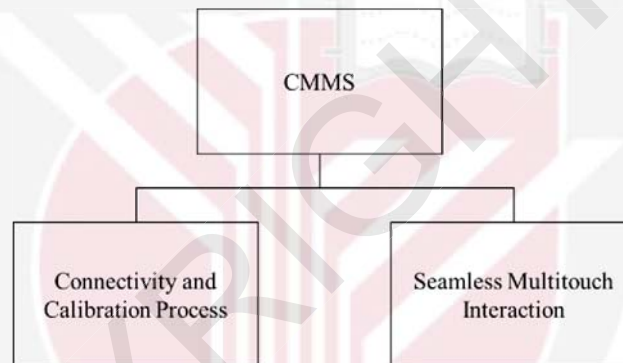 CMMS
Connectivity and
Calibration Process
Seamless Multitouch
Interaction